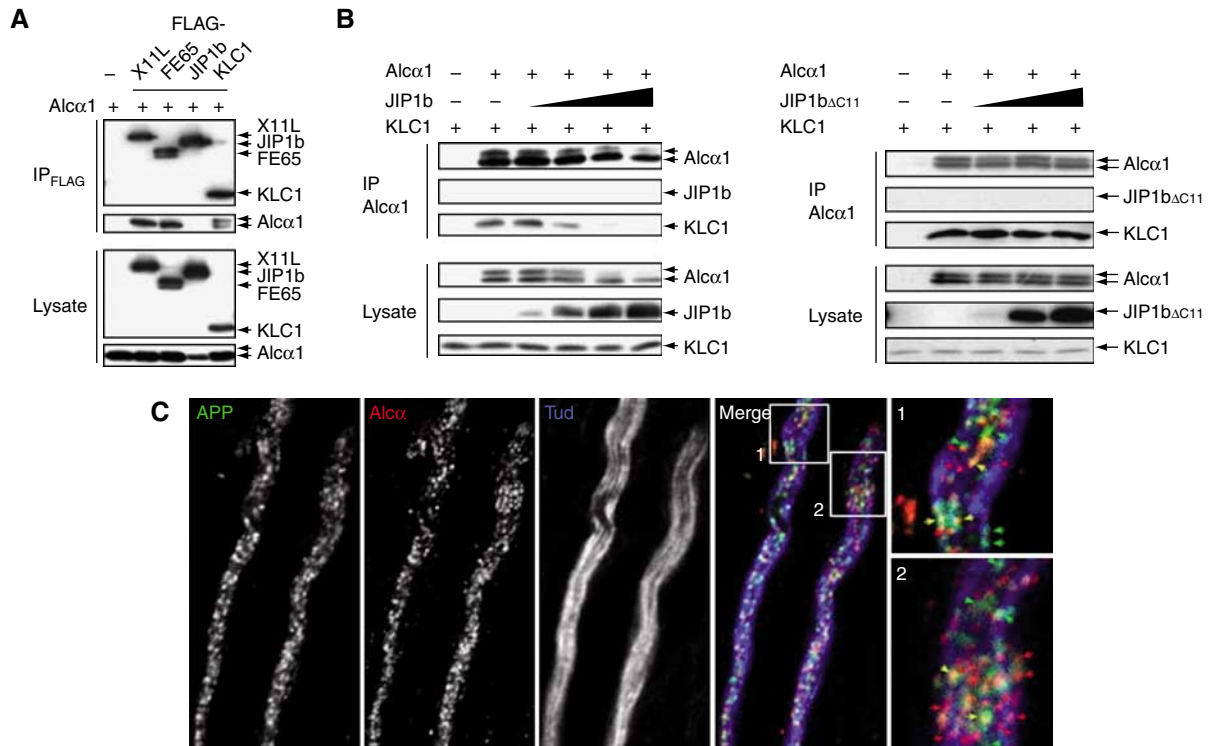 A
FLAG-
– X11L FE65 JIP1b KLC1
Alcα1 + + + + +
IP FLAG
X11L
JIP1b
FE65
KLC1
Alcα1
Lysate
X11L
JIP1b
FE65
KLC1
Alcα1
B
Alcα1 – + + + + +
JIP1b – –
KLC1 + + + + + +
IP
Alcα1
Alcα1
JIP1b
KLC1
Lysate
Alcα1
JIP1b
KLC1
Alcα1 – + + + + +
JIP1bΔC11 – –
KLC1 + + + + + +
IP
Alcα1
Alcα1
JIP1bΔC11
KLC1
Lysate
Alcα1
JIP1bΔC11
KLC1
C
APP
Alcα
Tud
Merge
1
2
1
2